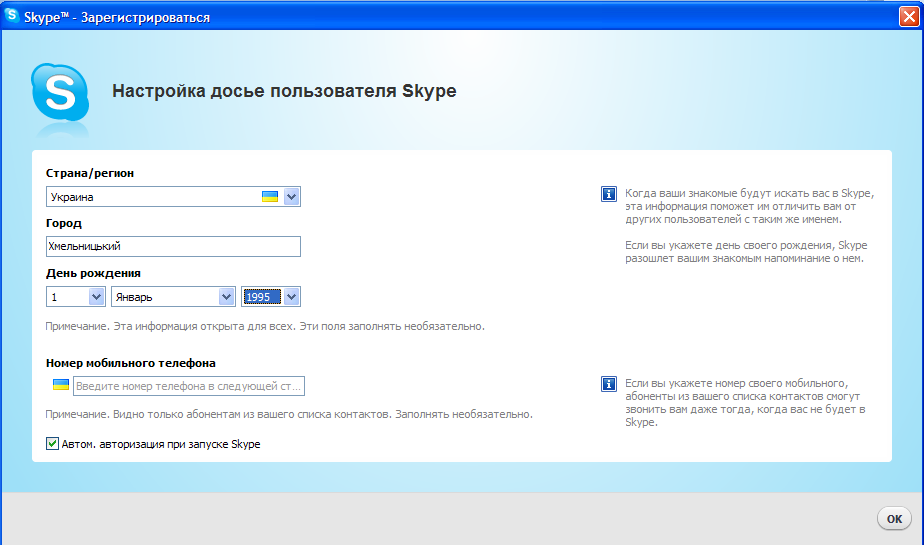 Skype™ - Зарегистрироваться
Настройка досье пользователя Skype
Страна/регион
Украина
Город
Хмельницький
День рождения
1 Январь 1995
Примечание. Эта информация открыта для всех. Эти поля заполнять необязательно.
Когда ваши знакомые будут искать вас в Skype,
эта информация поможет им отличить вам от
других пользователей с таким же именем.
Если вы укажете день своего рождения, Skype
разошлет вашим знакомым напоминание о нем.
Номер мобильного телефона
Введите номер телефона в следующей ст...
Примечание. Видно только абонентам из вашего списка контактов. Заполнять необязательно.
Если вы укажете номер своего мобильного,
абоненты из вашего списка контактов смогут
звонить вам даже тогда, когда вас не будет в
Skype.
Автом. авторизация при запуске Skype
OK